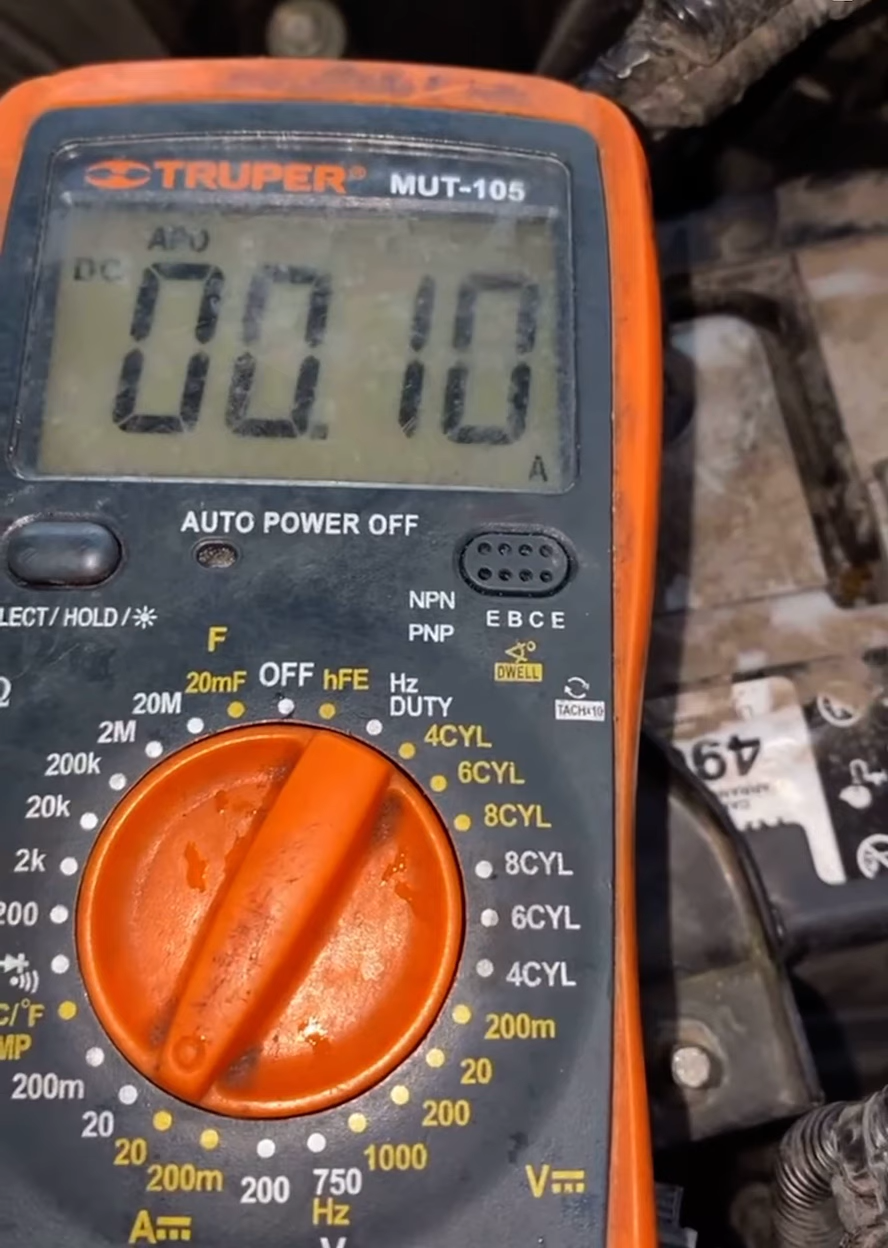 TRUPER® MUT-105
APO
DC
00.10
A
AUTO POWER OFF
LECT/HOLD/☀
NPN
PNP
E B C E
F
DWELL
20mF
OFF
hFE
Hz
DUTY
TACHx10
Ω
20M
2M
200k
20k
2k
200
4CYL
6CYL
8CYL
8CYL
6CYL
4CYL
C/°F
MP
200m
20
20
200m
200
750
Hz
V
1000
200
20
200m
A
V
49